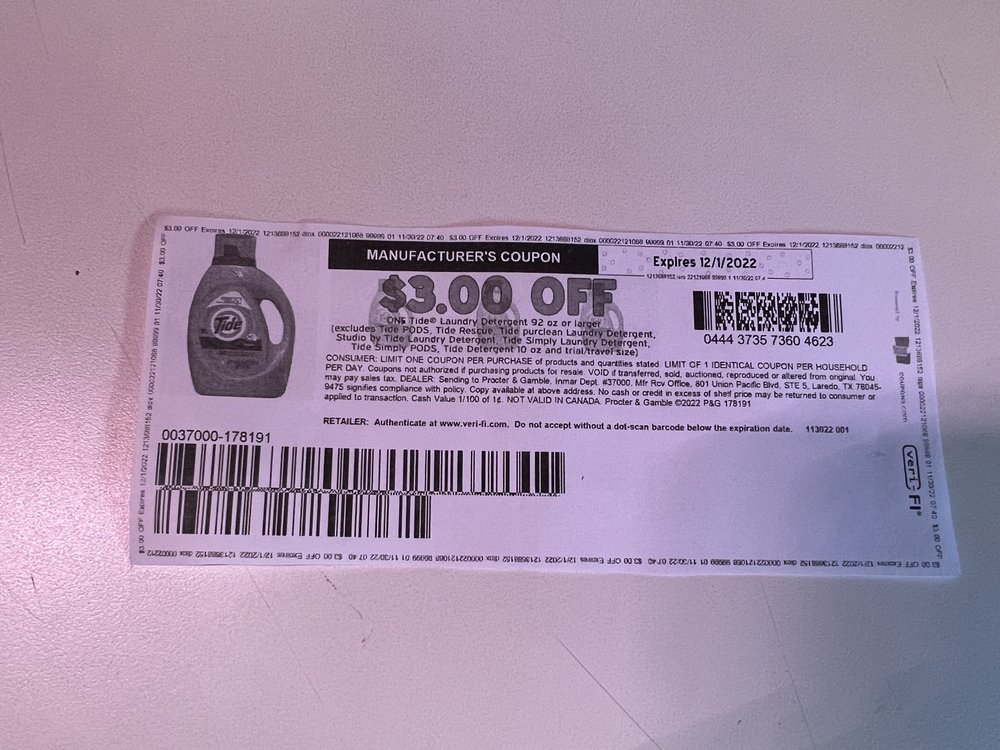 $3.00 OFF Expires 12/1/2022 1213688152 diox 000022121068 99999 01 11/30/22 07:40 $3.00 OFF Expires 12/1/2022 1213688152 diox 000022121068 99999 01 11/30/22 07:40 $3.00 OFF Expires 12/1/2022 1213688152 diox 00002212
MANUFACTURER'S COUPON
Expires 12/1/2022
Tide
$3.00 OFF
ONE Tide® Laundry Detergent 92 oz or larger
(excludes Tide PODS, Tide Rescue, Tide purclean Laundry Detergent,
Studio by Tide Laundry Detergent, Tide Simply Laundry Detergent,
Tide Simply PODS, Tide Detergent 10 oz and trial/travel size)
0444 3735 7360 4623
CONSUMER: LIMIT ONE COUPON PER PURCHASE of products and quantities stated. LIMIT OF 1 IDENTICAL COUPON PER HOUSEHOLD
PER DAY. Coupons not authorized if purchasing products for resale. VOID if transferred, sold, auctioned, reproduced or altered from original. You
may pay sales tax. DEALER: Sending to Procter & Gamble, Inmar Dept. #37000, Mfr Rcv Office, 801 Union Pacific Blvd, STE 5, Laredo, TX 78045-
9475 signifies compliance with policy. Copy available at above address. No cash or credit in excess of shelf price may be returned to consumer or
applied to transaction. Cash Value 1/100 of 1¢. NOT VALID IN CANADA. Procter & Gamble ©2022 P&G 178191
RETAILER: Authenticate at www.veri-fi.com. Do not accept without a dot-scan barcode below the expiration date. 113022 001
0037000-178191
coupons.com
veri-Fi